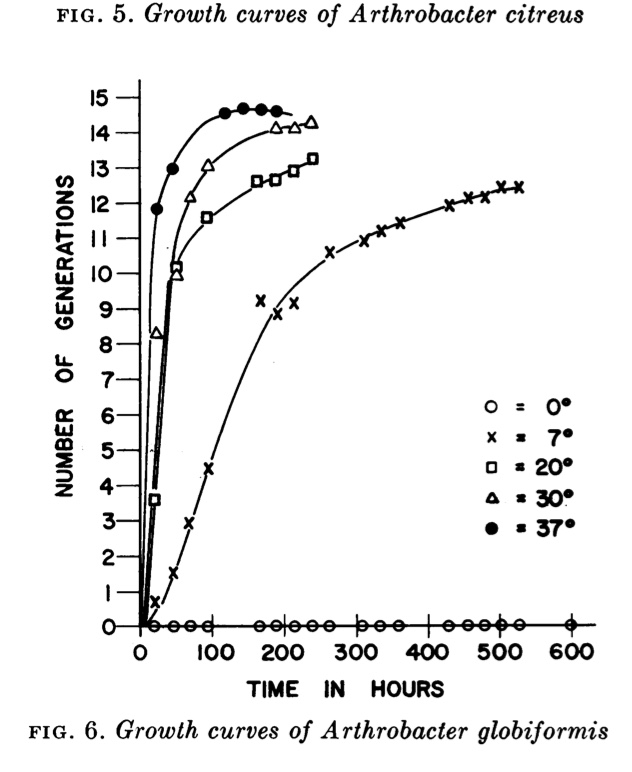 FIG. 5. Growth curves of Arthrobacter citreus
15
14
13
12
11
10
9
8
7
6
5
4
3
2
1
0
NUMBER OF GENERATIONS
O = 0°
x = 7°
□ = 20°
△ = 30°
● = 37°
0 100 200 300 400 500 600
TIME IN HOURS
FIG. 6. Growth curves of Arthrobacter globiformis